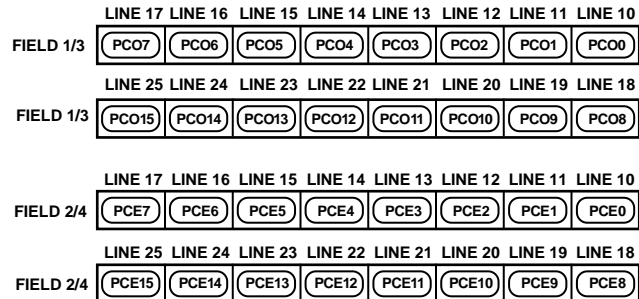 LINE 17 LINE 16 LINE 15 LINE 14 LINE 13 LINE 12 LINE 11 LINE 10
FIELD 1/3 PCO7 PCO6 PCO5 PCO4 PCO3 PCO2 PCO1 PCO0
LINE 25 LINE 24 LINE 23 LINE 22 LINE 21 LINE 20 LINE 19 LINE 18
FIELD 1/3 PCO15 PCO14 PCO13 PCO12 PCO11 PCO10 PCO9 PCO8
LINE 17 LINE 16 LINE 15 LINE 14 LINE 13 LINE 12 LINE 11 LINE 10
FIELD 2/4 PCE7 PCE6 PCE5 PCE4 PCE3 PCE2 PCE1 PCE0
LINE 25 LINE 24 LINE 23 LINE 22 LINE 21 LINE 20 LINE 19 LINE 18
FIELD 2/4 PCE15 PCE14 PCE13 PCE12 PCE11 PCE10 PCE9 PCE8